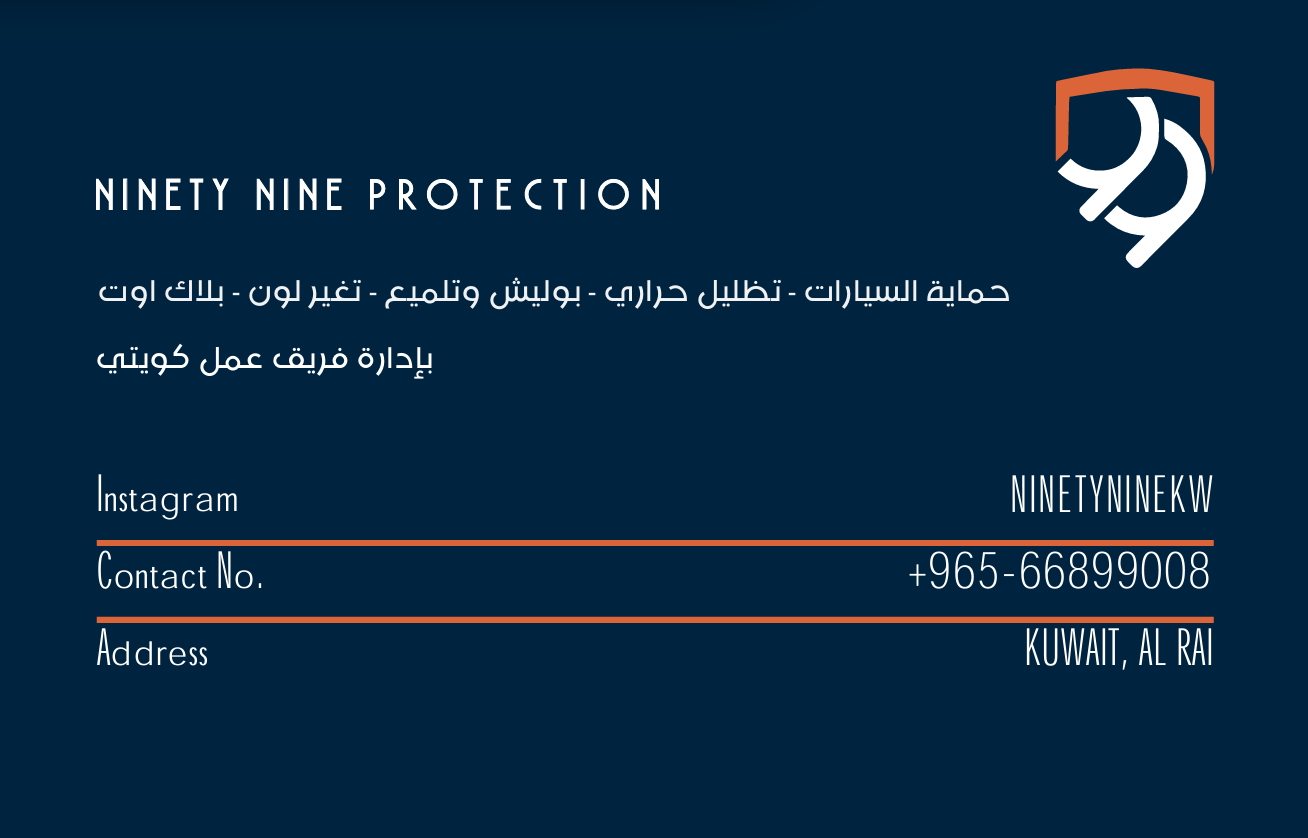 NINETY NINE PROTECTION
حماية السيارات - تظليل حراري - بوليش وتلميع - تغير لون - بلاك اوت
بإدارة فريق عمل كويتي
Instagram NINETYNINEKW
Contact No. +965-66899008
Address KUWAIT, AL RAI